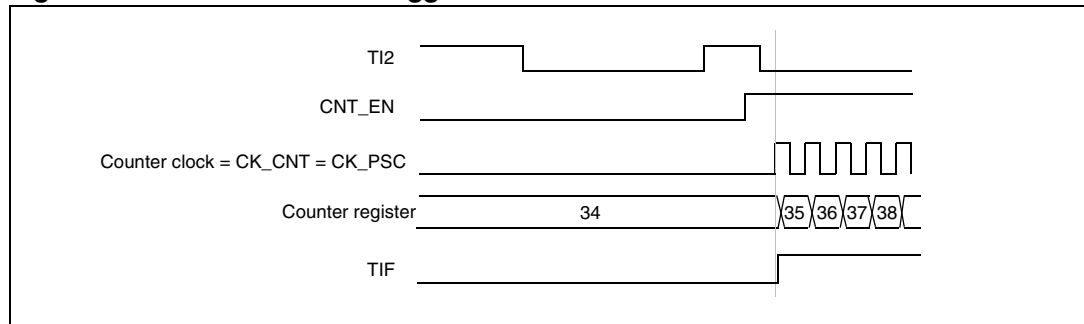 TI2
CNT_EN
Counter clock = CK_CNT = CK_PSC
Counter register 34 35 36 37 38
TIF